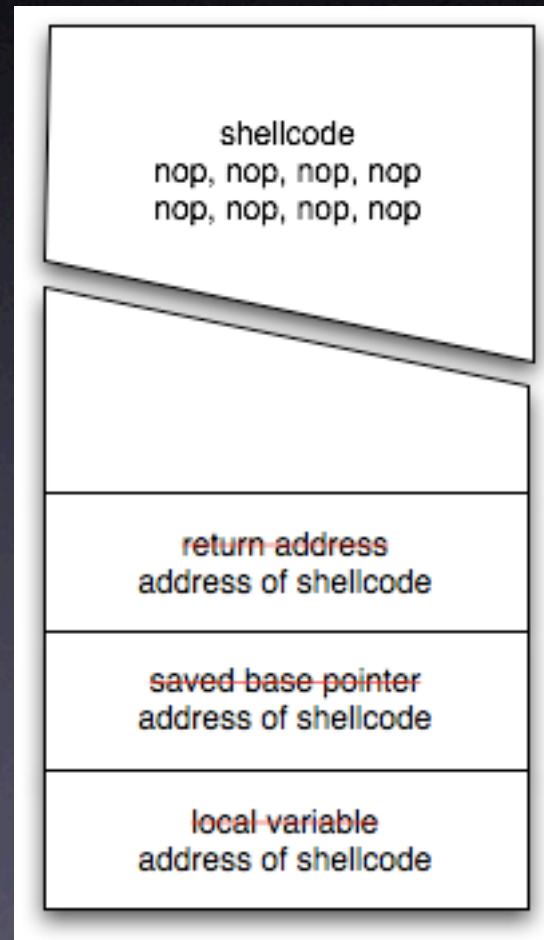 shellcode
nop, nop, nop, nop
nop, nop, nop, nop
return address
address of shellcode
saved base pointer
address of shellcode
local variable
address of shellcode